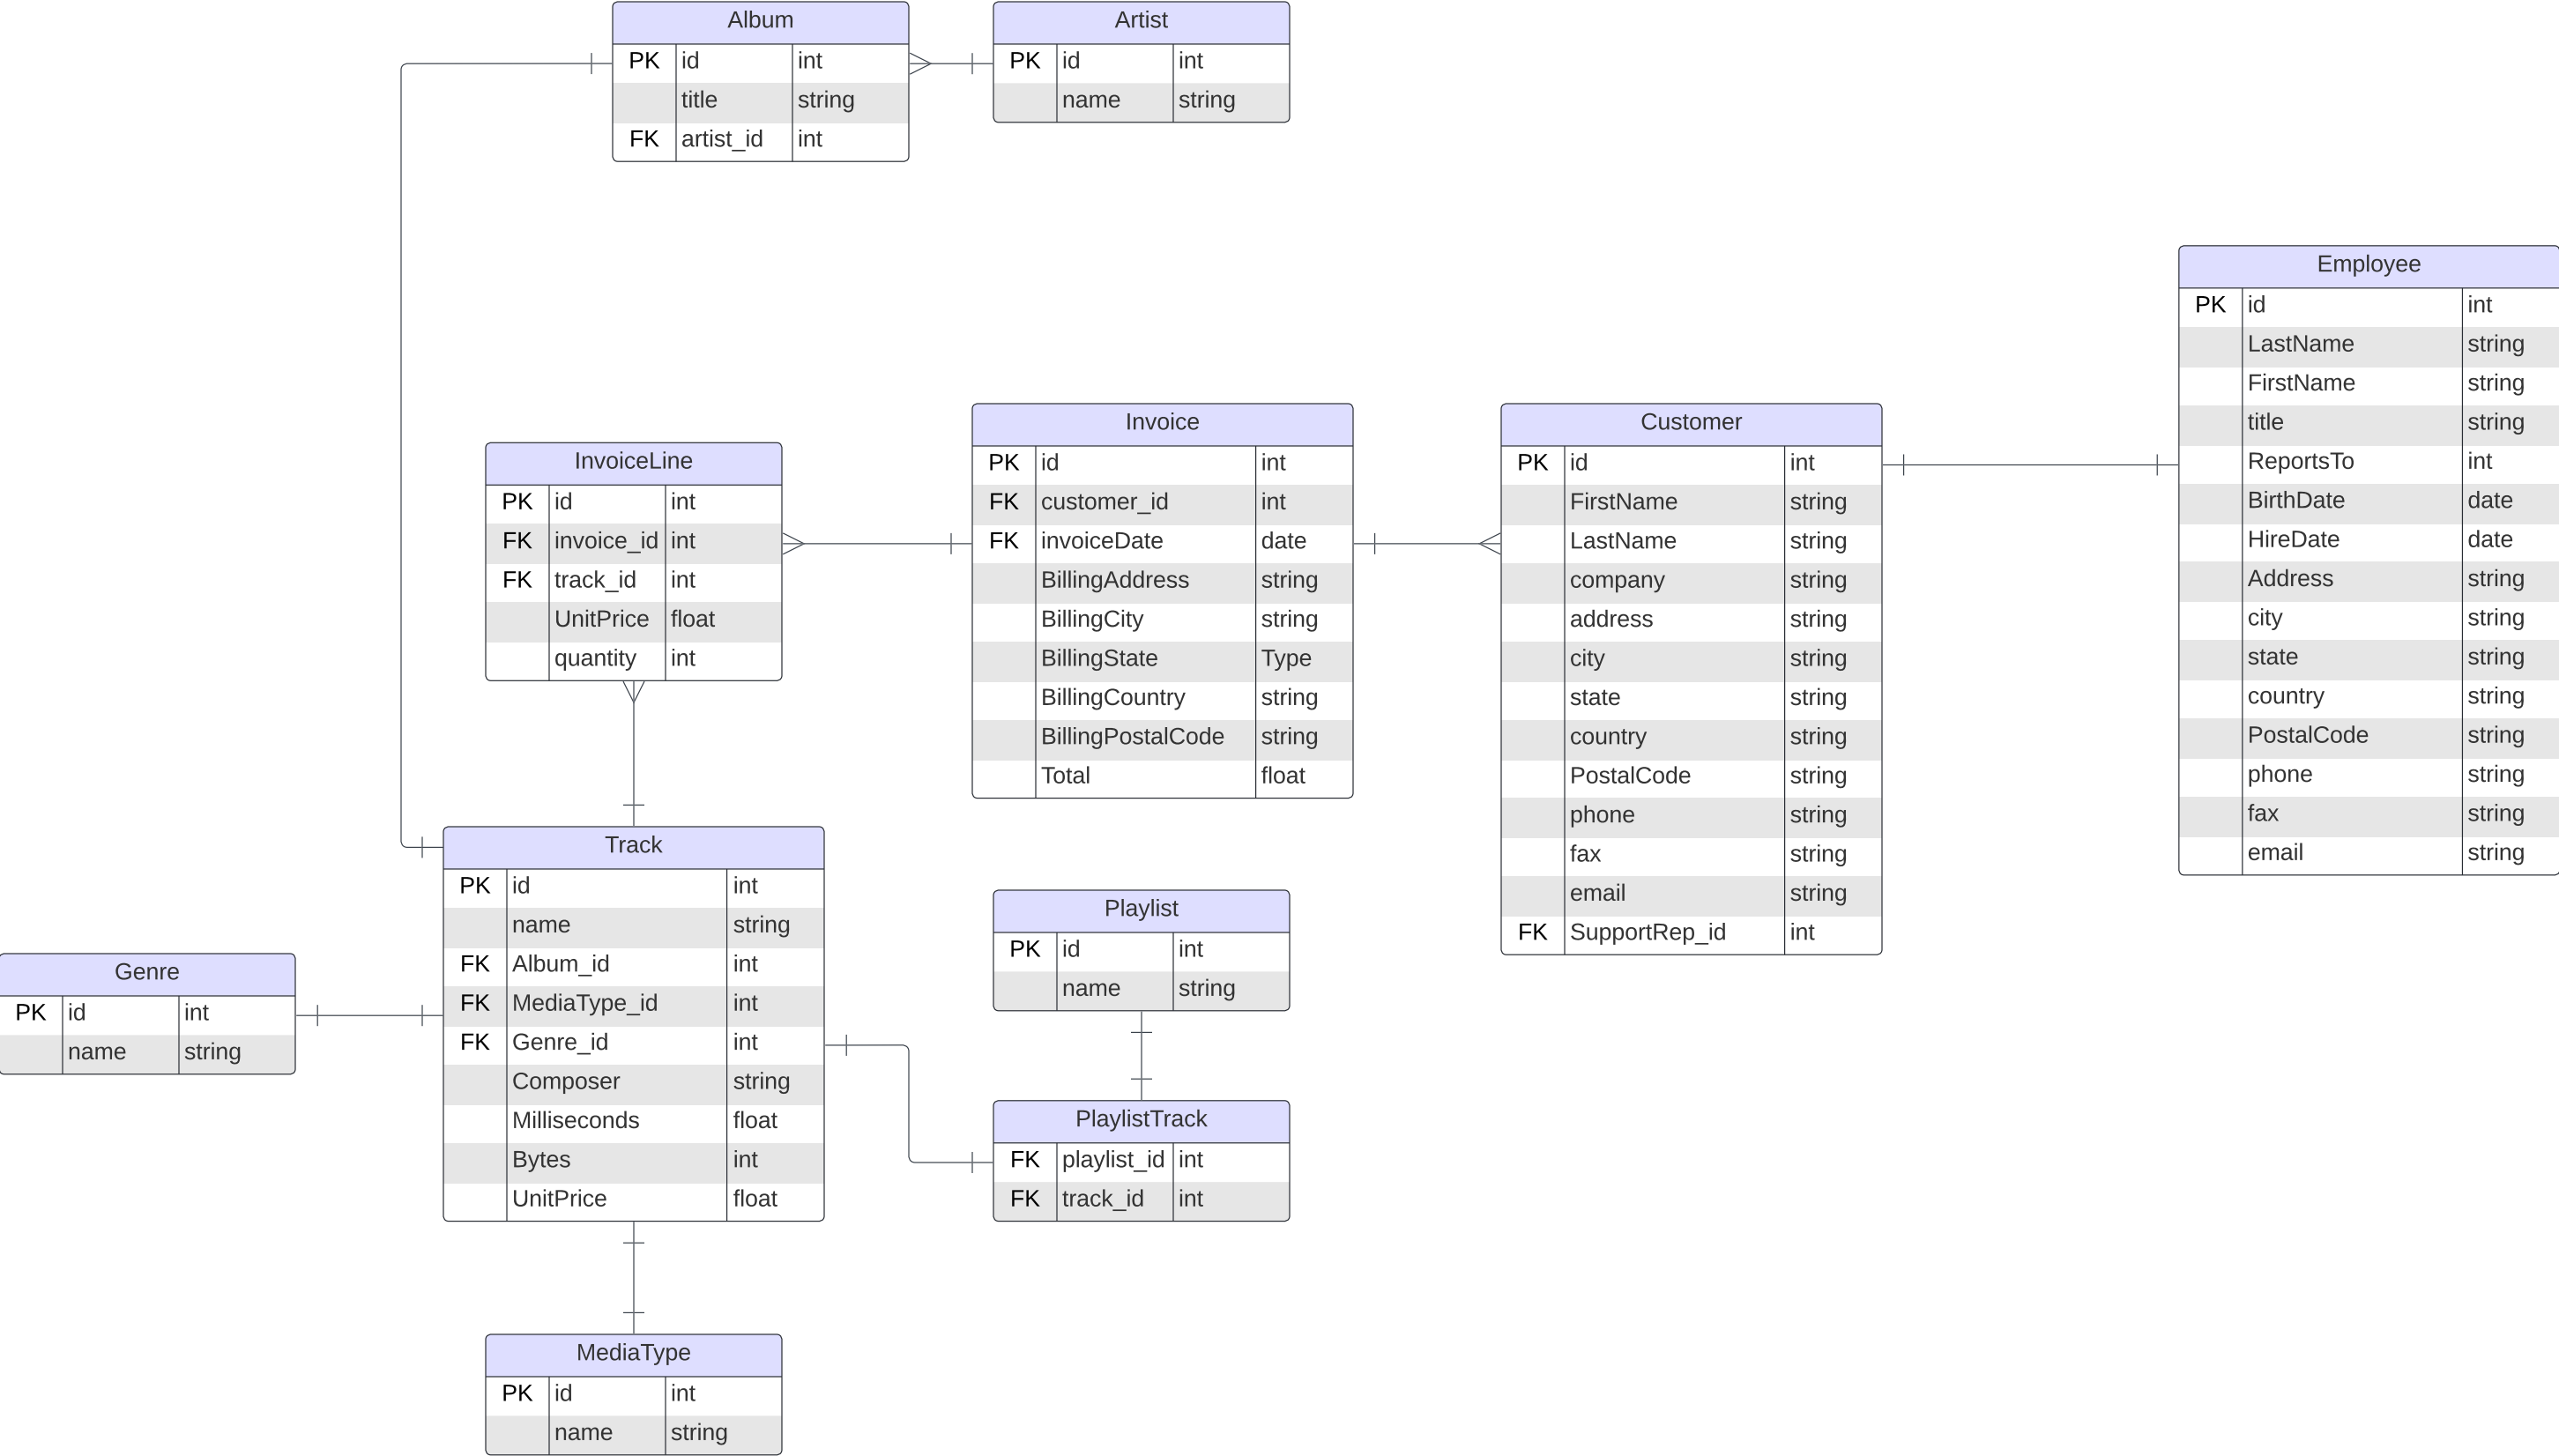 Album
PK id int
title string
FK artist_id int
Artist
PK id int
name string
Employee
PK id int
LastName string
FirstName string
title string
ReportsTo int
BirthDate date
HireDate date
Address string
city string
state string
country string
PostalCode string
phone string
fax string
email string
InvoiceLine
PK id int
FK invoice_id int
FK track_id int
UnitPrice float
quantity int
Invoice
PK id int
FK customer_id int
FK invoiceDate date
BillingAddress string
BillingCity string
BillingState Type
BillingCountry string
BillingPostalCode string
Total float
Customer
PK id int
FirstName string
LastName string
company string
address string
city string
state string
country string
PostalCode string
phone string
fax string
email string
FK SupportRep_id int
Track
PK id int
name string
FK Album_id int
FK MediaType_id int
FK Genre_id int
Composer string
Milliseconds float
Bytes int
UnitPrice float
Genre
PK id int
name string
Playlist
PK id int
name string
PlaylistTrack
FK playlist_id int
FK track_id int
MediaType
PK id int
name string